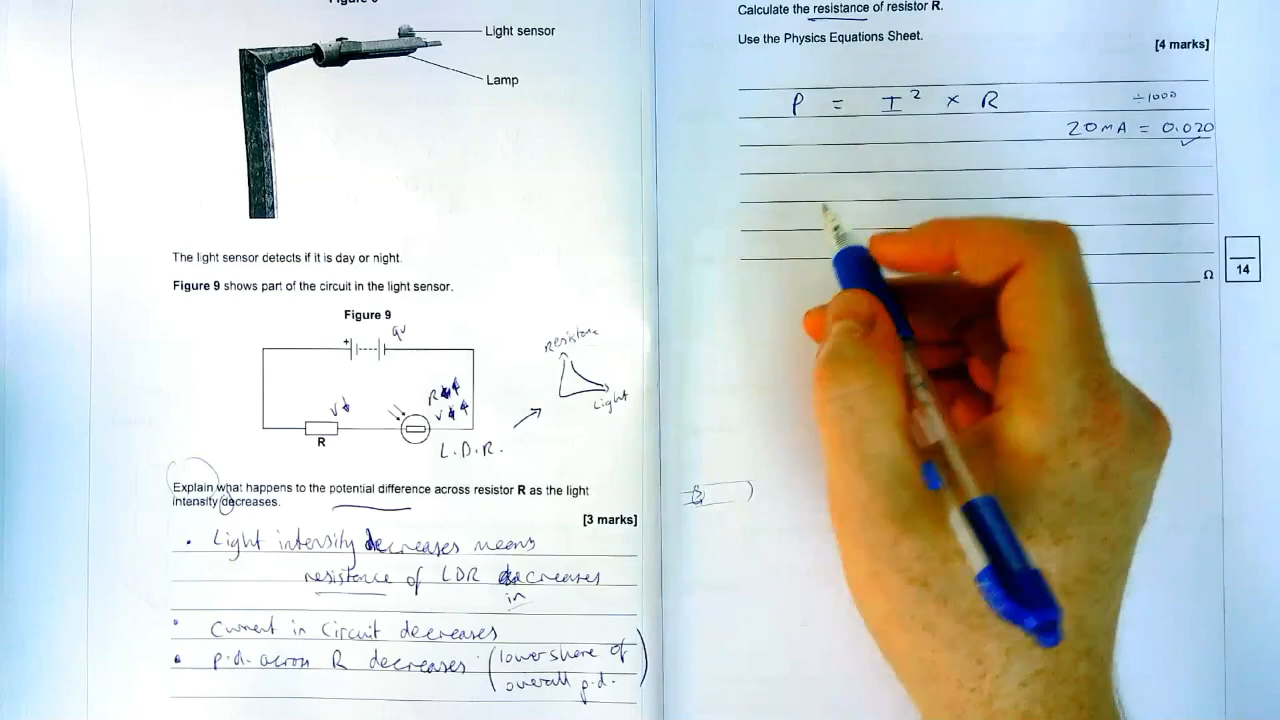 Light sensor
Lamp
The light sensor detects if it is day or night.
Figure 9 shows part of the circuit in the light sensor.
Figure 9
+
9V
R
V
V
R
L.D.R.
Resistance
Light
Explain what happens to the potential difference across resistor R as the light
intensity decreases.
[3 marks]
• Light intensity decreases means
resistance of LDR creases
in
• Current in circuit decreases
• p.d. across R decreases. (lower share of
overall p.d.)
Calculate the resistance of resistor R.
Use the Physics Equations Sheet.
[4 marks]
P = I² × R
÷1000
20mA = 0.020
Ω
14